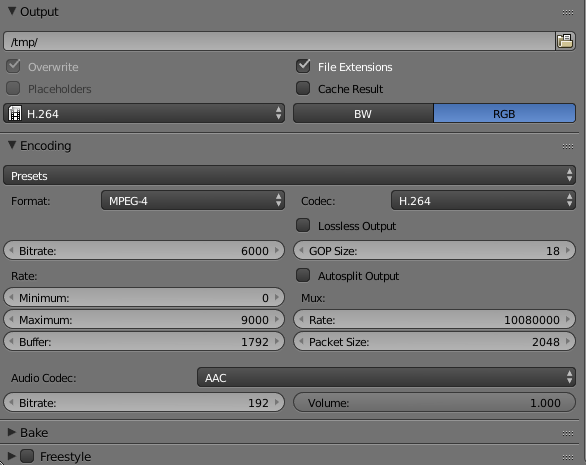 Output
/tmp/
Overwrite
File Extensions
Placeholders
Cache Result
H.264
BW
RGB
Encoding
Presets
Format:
MPEG-4
Codec:
H.264
Lossless Output
Bitrate: 6000
GOP Size: 18
Rate:
Autosplit Output
Minimum: 0
Mux:
Maximum: 9000
Rate: 10080000
Buffer: 1792
Packet Size: 2048
Audio Codec:
AAC
Bitrate: 192
Volume: 1.000
Bake
Freestyle